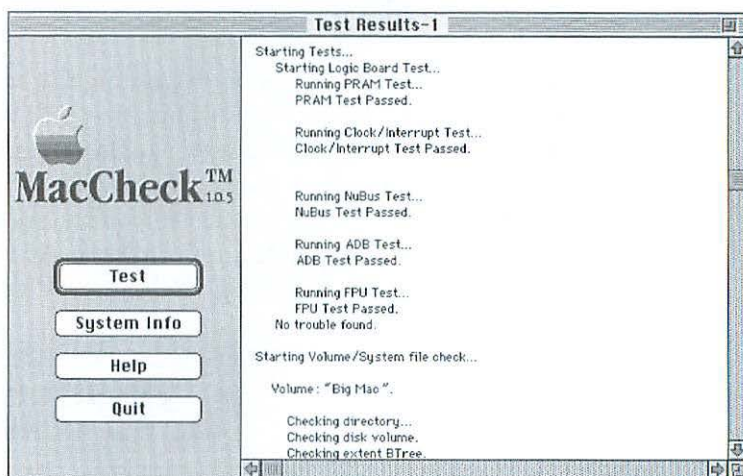 Test Results-1
MacCheck™
1.0.5
Test
System Info
Help
Quit
Starting Tests...
Starting Logic Board Test...
Running PRAM Test...
PRAM Test Passed.
Running Clock/Interrupt Test...
Clock/Interrupt Test Passed.
Running NuBus Test...
NuBus Test Passed.
Running ADB Test...
ADB Test Passed.
Running FPU Test...
FPU Test Passed.
No trouble found.
Starting Volume/System file check...
Volume: "Big Mac".
Checking directory...
Checking disk volume.
Checking extent BTree.